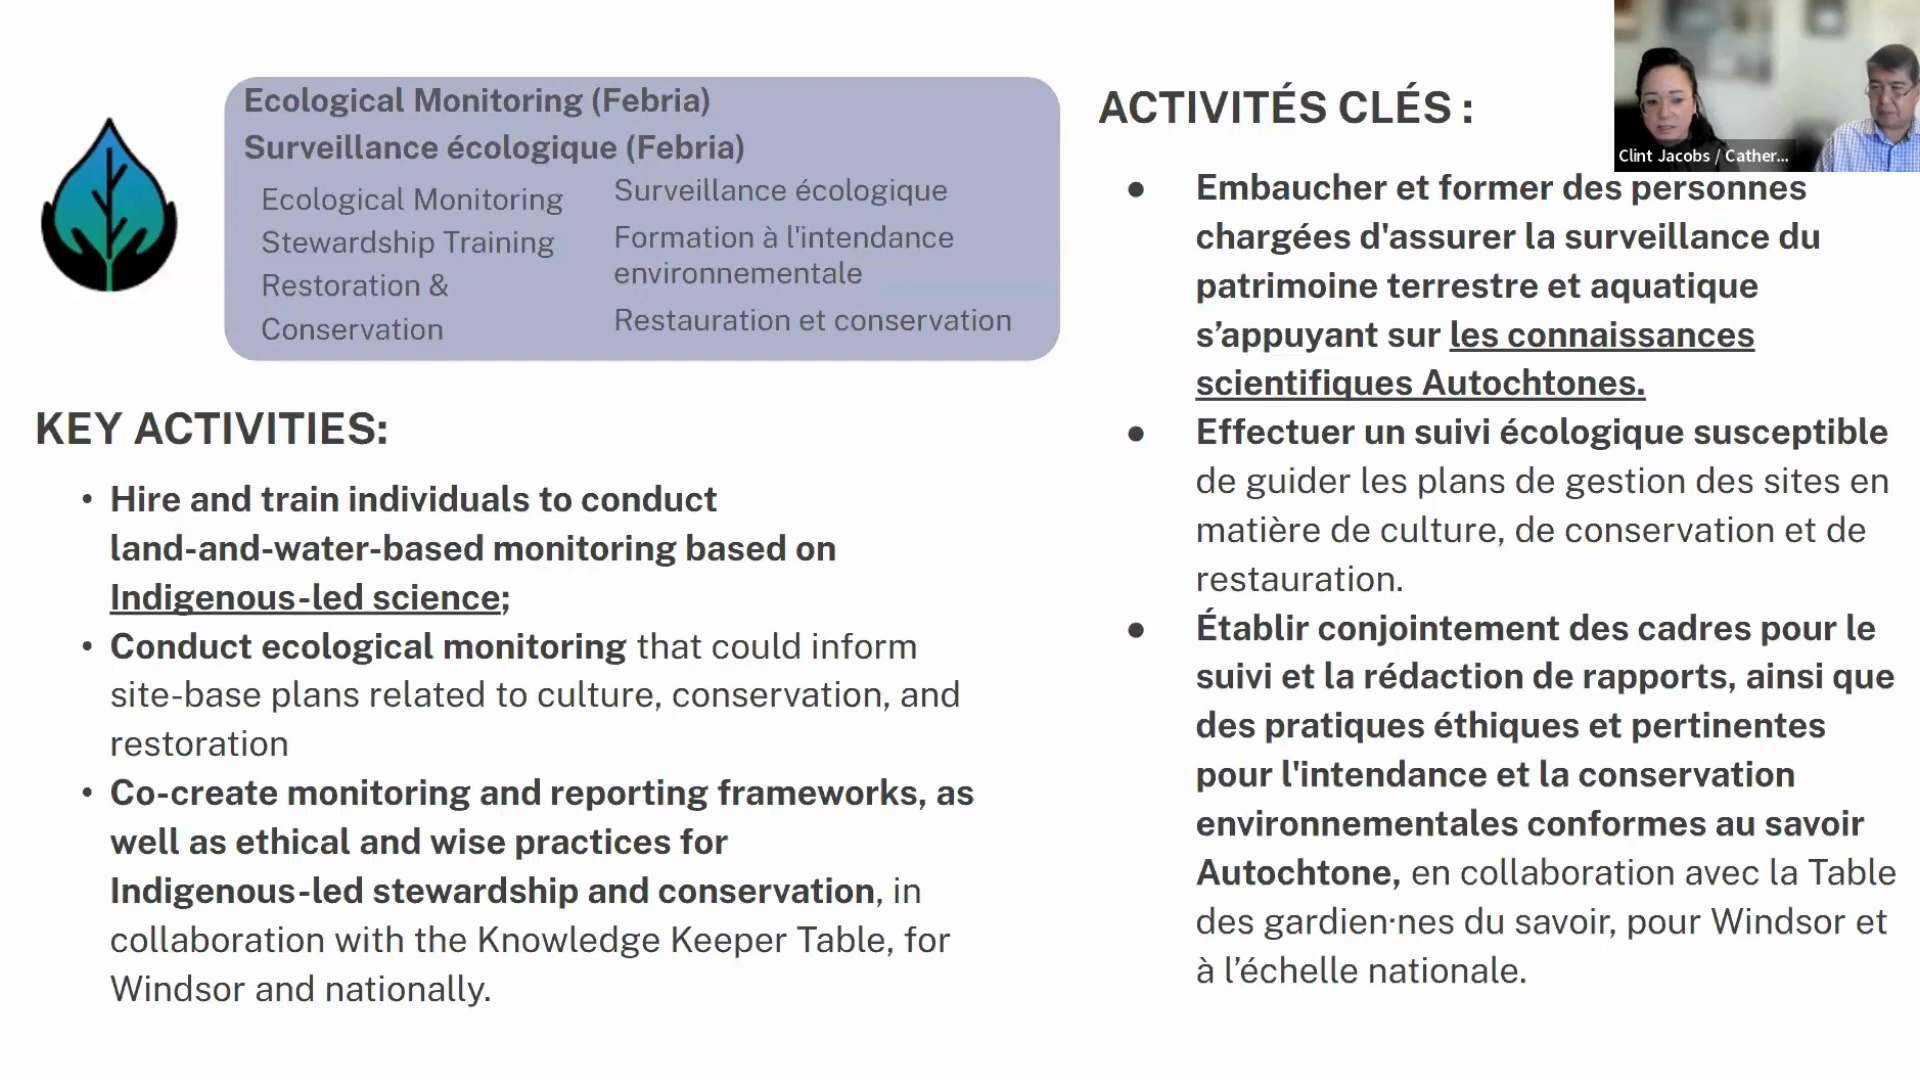 Ecological Monitoring (Febria)
Surveillance écologique (Febria)
Ecological Monitoring
Stewardship Training
Restoration &
Conservation
Surveillance écologique
Formation à l'intendance
environnementale
Restauration et conservation
KEY ACTIVITIES:
• Hire and train individuals to conduct
land-and-water-based monitoring based on
Indigenous-led science;
• Conduct ecological monitoring that could inform
site-base plans related to culture, conservation, and
restoration
• Co-create monitoring and reporting frameworks, as
well as ethical and wise practices for
Indigenous-led stewardship and conservation, in
collaboration with the Knowledge Keeper Table, for
Windsor and nationally.
ACTIVITÉS CLÉS :
● Embaucher et former des personnes
chargées d'assurer la surveillance du
patrimoine terrestre et aquatique
s’appuyant sur les connaissances
scientifiques Autochtones.
● Effectuer un suivi écologique susceptible
de guider les plans de gestion des sites en
matière de culture, de conservation et de
restauration.
● Établir conjointement des cadres pour le
suivi et la rédaction de rapports, ainsi que
des pratiques éthiques et pertinentes
pour l'intendance et la conservation
environnementales conformes au savoir
Autochtone, en collaboration avec la Table
des gardien·nes du savoir, pour Windsor et
à l’échelle nationale.
Clint Jacobs / Cather...